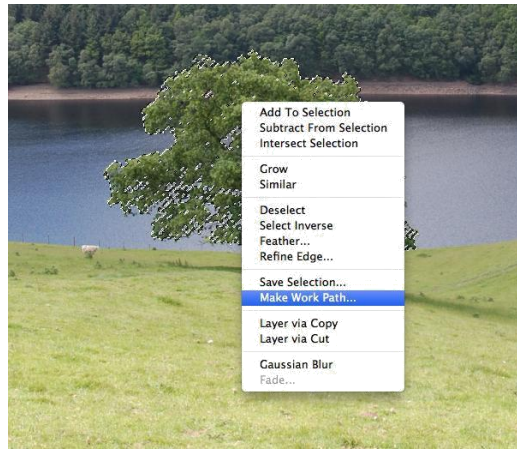 Add To Selection
Subtract From Selection
Intersect Selection
Grow
Similar
Deselect
Select Inverse
Feather...
Refine Edge...
Save Selection...
Make Work Path...
Layer via Copy
Layer via Cut
Gaussian Blur
Fade...